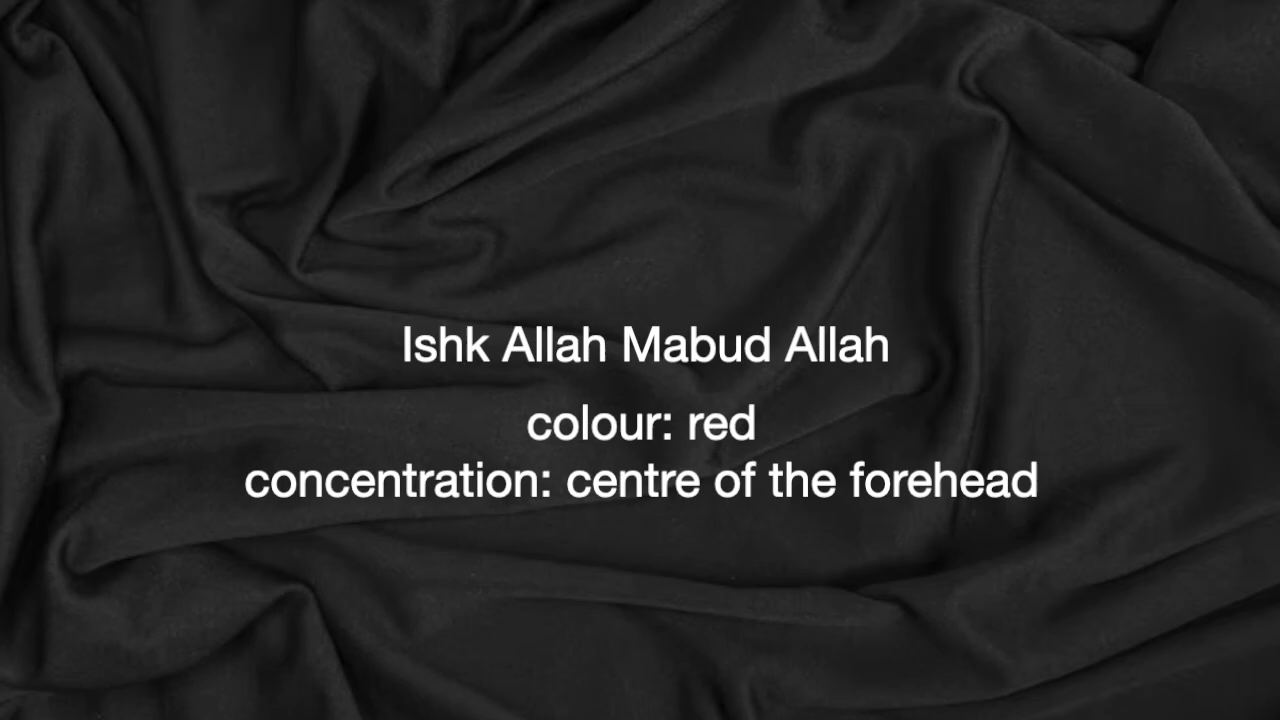 Ishk Allah Mabud Allah
colour: red
concentration: centre of the forehead